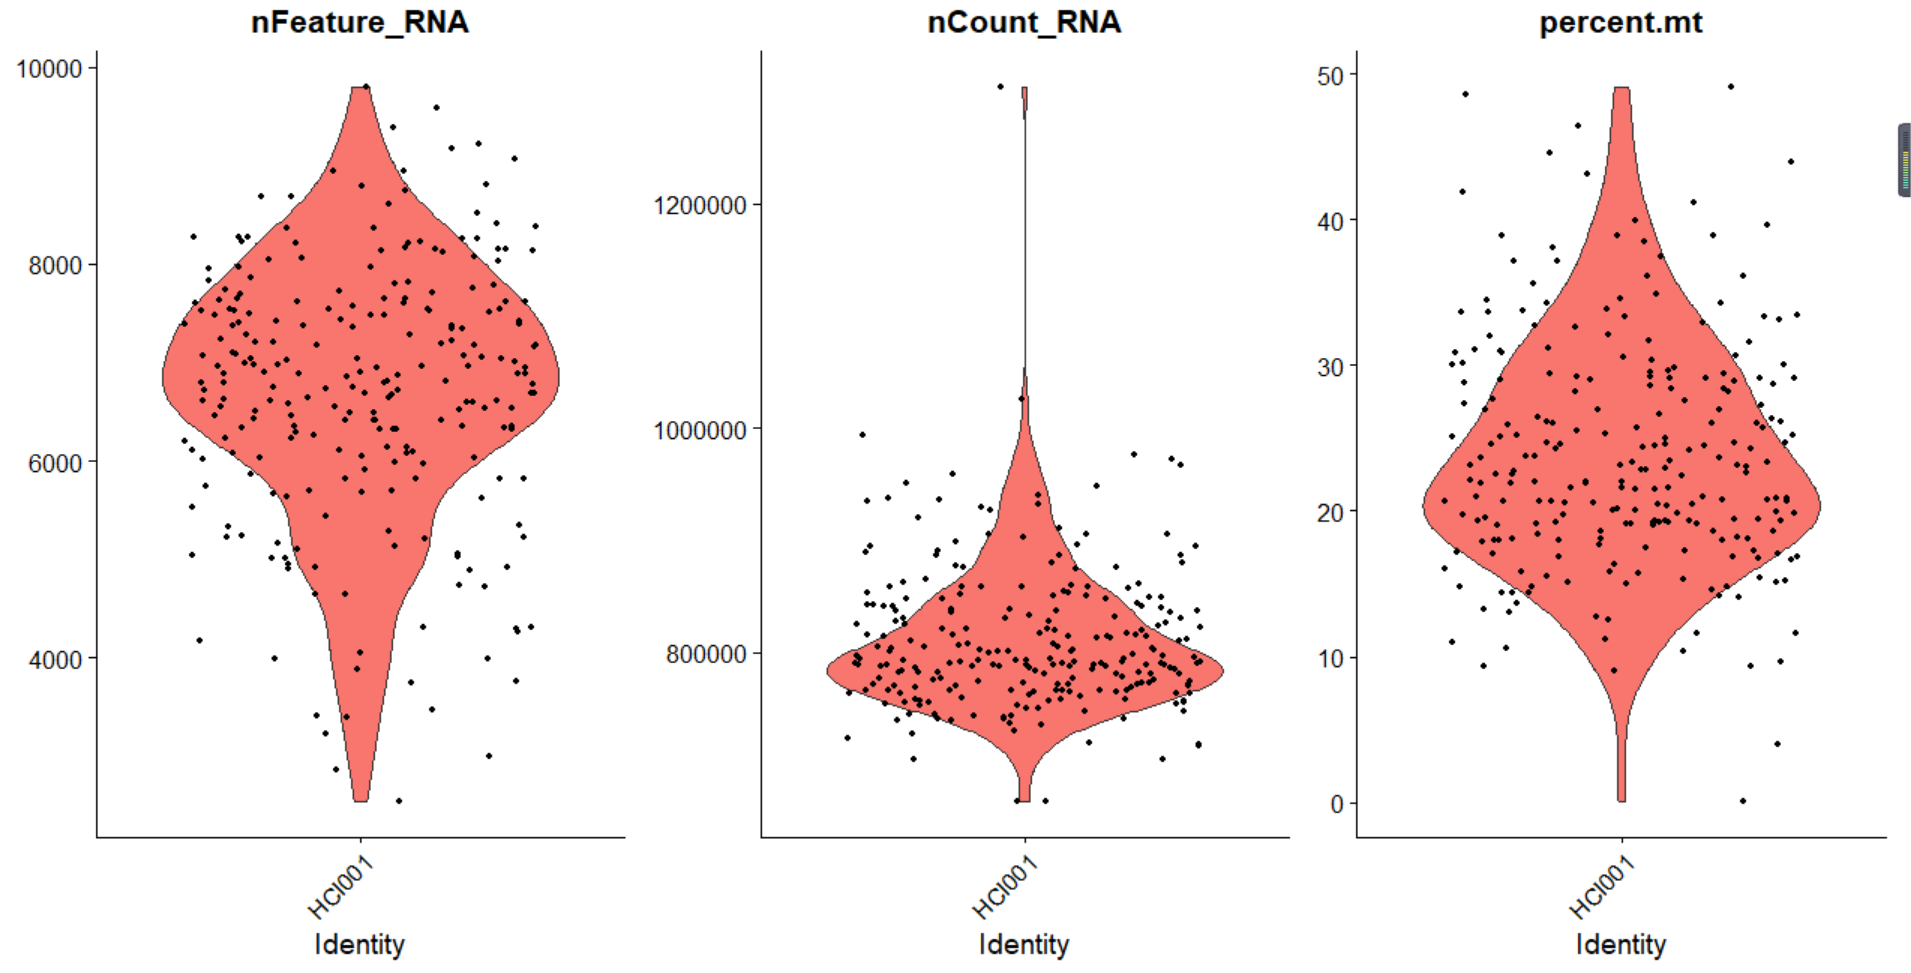 nFeature_RNA
10000
8000
6000
4000
HCI001
Identity
nCount_RNA
1200000
1000000
800000
HCI001
Identity
percent.mt
50
40
30
20
10
0
HCI001
Identity